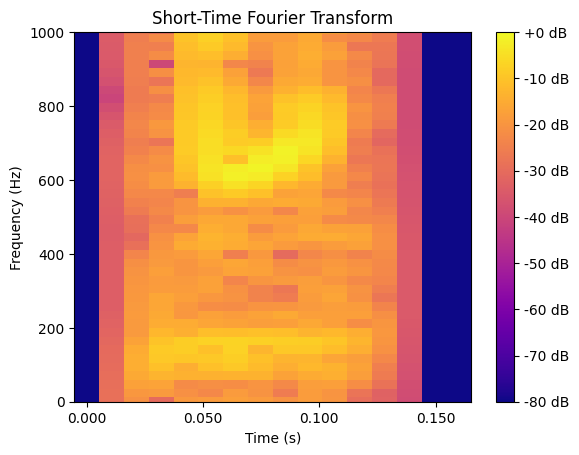 Short-Time Fourier Transform
Frequency (Hz)
1000
800
600
400
200
0
0.000
0.050
0.100
0.150
Time (s)
+0 dB
-10 dB
-20 dB
-30 dB
-40 dB
-50 dB
-60 dB
-70 dB
-80 dB